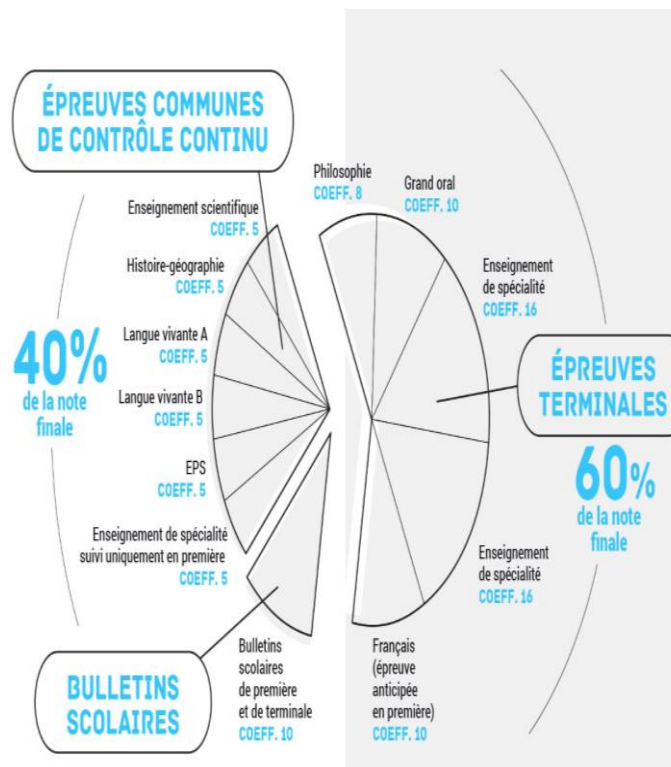 ÉPREUVES COMMUNES
DE CONTRÔLE CONTINU
Enseignement scientifique
COEFF. 5
Histoire-géographie
COEFF. 5
Langue vivante A
COEFF. 5
Langue vivante B
COEFF. 5
EPS
COEFF. 5
Enseignement de spécialité
suivi uniquement en première
COEFF. 5
40%
de la note
finale
BULLETINS
SCOLAIRES
Bulletins
scolaires
de première
et de terminale
COEFF. 10
Philosophie
COEFF. 8
Grand oral
COEFF. 10
Enseignement
de spécialité
COEFF. 16
ÉPREUVES
TERMINALES
60%
de la note
finale
Enseignement
de spécialité
COEFF. 16
Français
(épreuve
anticipée
en première)
COEFF. 10